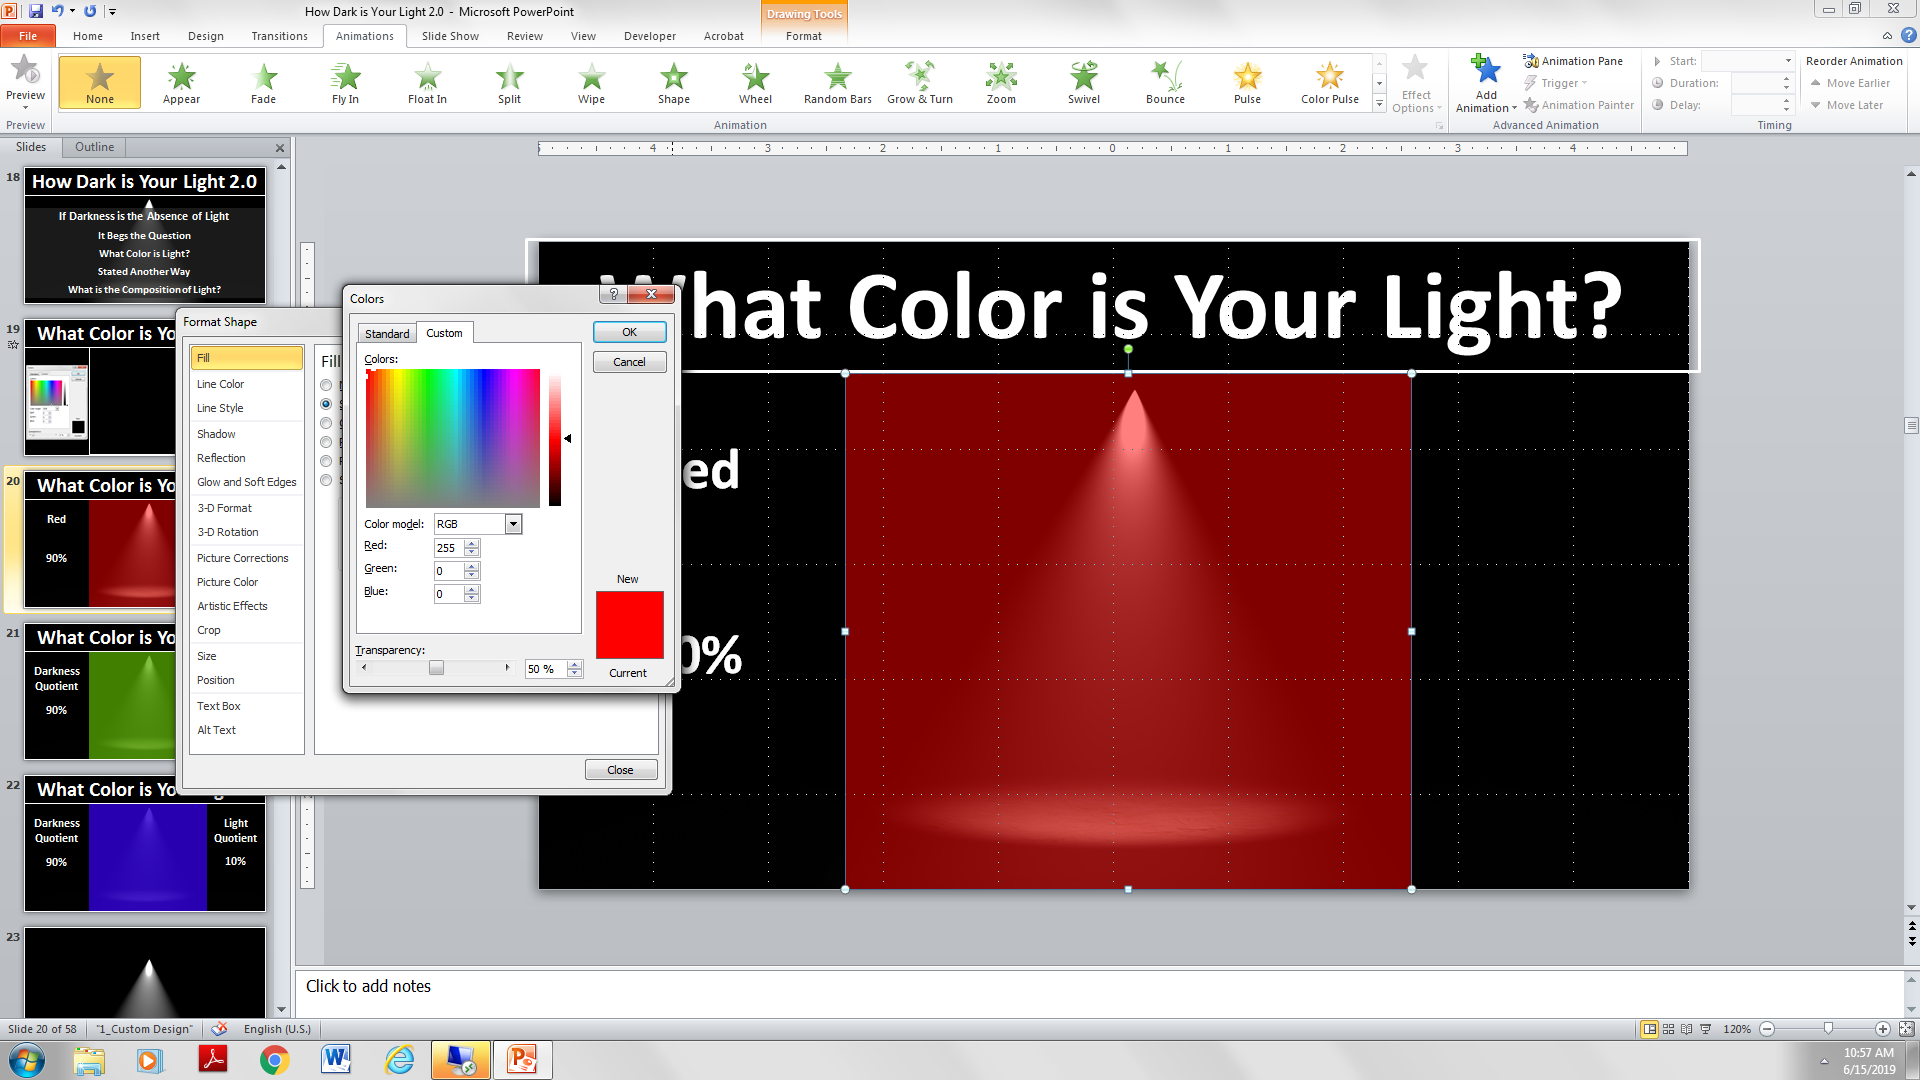 How Dark is Your Light 2.0 - Microsoft PowerPoint
Drawing Tools
File Home Insert Design Transitions Animations Slide Show Review View Developer Acrobat Format
Preview
None Appear Fade Fly In Float In Split Wipe Shape Wheel Random Bars Grow & Turn Zoom Swivel Bounce Pulse Color Pulse
Effect Options
Add Animation
Animation Pane
Trigger
Animation Painter
Start:
Duration:
Delay:
Reorder Animation
Move Earlier
Move Later
Preview Animation Advanced Animation Timing
Slides Outline
4 3 2 1 0 1 2 3 4
18
How Dark is Your Light 2.0
If Darkness is the Absence of Light
It Begs the Question
What Color is Light?
Stated Another Way
What is the Composition of Light?
19
What Color is Yo
20
What Color is Yo
Red
90%
21
What Color is Yo
Darkness
Quotient
90%
22
What Color is Yo
Darkness
Quotient
90%
Light
Quotient
10%
23
Format Shape
Fill
Line Color
Line Style
Shadow
Reflection
Glow and Soft Edges
3-D Format
3-D Rotation
Picture Corrections
Picture Color
Artistic Effects
Crop
Size
Position
Text Box
Alt Text
Fill
Close
Colors
Standard Custom
OK
Cancel
Colors:
Color model: RGB
Red: 255
Green: 0
Blue: 0
Transparency:
50 %
New
Current
What Color is Your Light?
ed
0%
Click to add notes
Slide 20 of 58 "1_Custom Design" English (U.S.) 120%
10:57 AM
6/15/2019